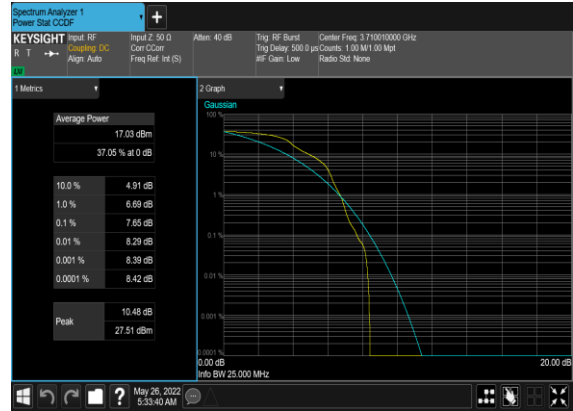 Spectrum Analyzer 1
Power Stat CCDF
KEYSIGHT
R T
LM
Input: RF
Coupling: DC
Align: Auto
Input Z: 50 Ω
Corr CCorr
Freq Ref: Int (S)
Atten: 40 dB
Trig: RF Burst
Trig Delay: 500.0 µs
#IF Gain: Low
Center Freq: 3.710010000 GHz
Counts: 1.00 M/1.00 Mpt
Radio Std: None
1 Metrics
Average Power
17.03 dBm
37.05 % at 0 dB
10.0 % 4.91 dB
1.0 % 6.69 dB
0.1 % 7.65 dB
0.01 % 8.29 dB
0.001 % 8.39 dB
0.0001 % 8.42 dB
Peak
10.48 dB
27.51 dBm
2 Graph
Gaussian
100 %
10 %
1 %
0.1 %
0.01 %
0.001 %
0.0001 %
0.00 dB
20.00 dB
Info BW 25.000 MHz
?
May 26, 2022
5:33:40 AM